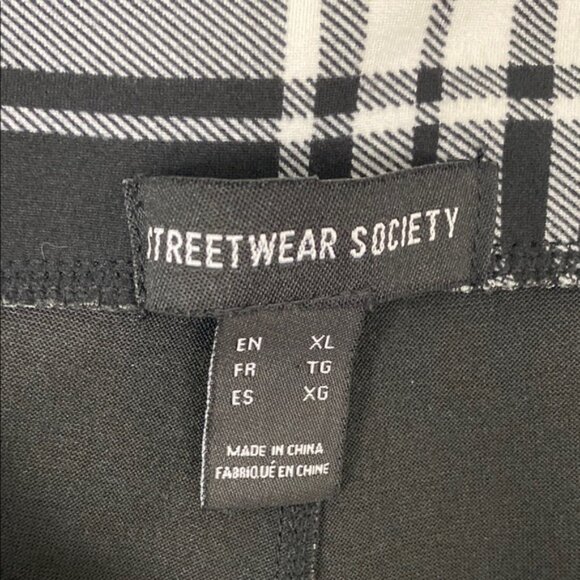 STREETWEAR SOCIETY
EN XL
FR TG
ES XG
MADE IN CHINA
FABRIQUÉ EN CHINE